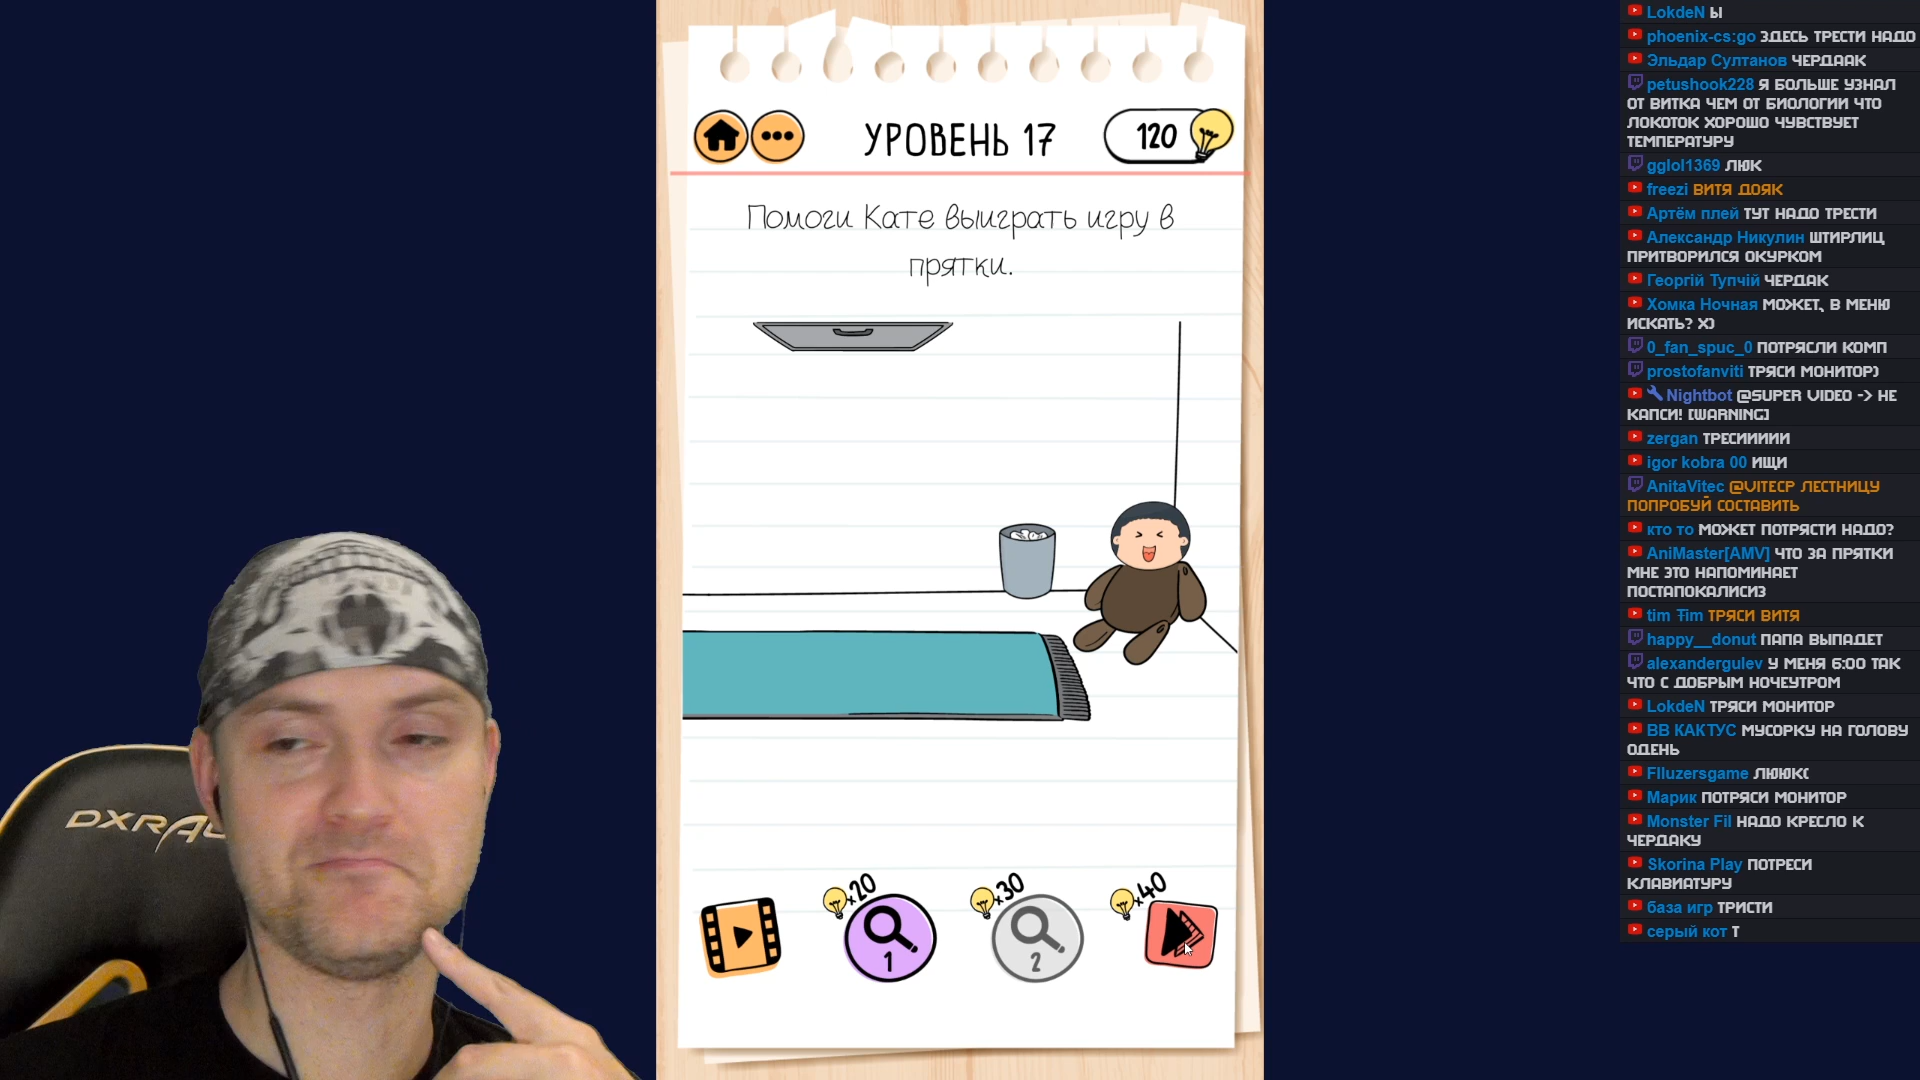 УРОВЕНЬ 17
120
Помоги Кате выиграть игру в
прятки.
x20
1
x30
2
x40
LokdeN Ы
phoenix-cs:go ЗДЕСЬ ТРЕСТИ НАДО
Эльдар Султанов ЧЕРДААК
petushook228 Я БОЛЬШЕ УЗНАЛ
ОТ ВИТКА ЧЕМ ОТ БИОЛОГИИ ЧТО
ЛОКОТОК ХОРОШО ЧУВСТВУЕТ
ТЕМПЕРАТУРУ
gglol1369 ЛЮК
freezi ВИТЯ ДОЯК
Артём плей ТУТ НАДО ТРЕСТИ
Александр Никулин ШТИРЛИЦ
ПРИТВОРИЛСЯ ОКУРКОМ
Георгій Тупчій ЧЕРДАК
Хомка Ночная МОЖЕТ, В МЕНЮ
ИСКАТЬ? Х)
0_fan_spuc_0 ПОТРЯСЛИ КОМП
prostofanviti ТРЯСИ МОНИТОР)
Nightbot @SUPER VIDEO -> НЕ
КАПСИ! [WARNING]
zergan ТРЕСИИИИИ
igor kobra 00 ИЩИ
AnitaVitec @VITECP ЛЕСТНИЦУ
ПОПРОБУЙ СОСТАВИТЬ
кто то МОЖЕТ ПОТРЯСТИ НАДО?
AniMaster[AMV] ЧТО ЗА ПРЯТКИ
МНЕ ЭТО НАПОМИНАЕТ
ПОСТАПОКАЛИСИЗ
tim Ŧim ТРЯСИ ВИТЯ
happy__donut ПАПА ВЫПАДЕТ
alexandergulev У МЕНЯ 6:00 ТАК
ЧТО С ДОБРЫМ НОЧЕУТРОМ
LokdeN ТРЯСИ МОНИТОР
ВВ КАКТУС МУСОРКУ НА ГОЛОВУ
ОДЕНЬ
Flluzersgame ЛЮЮКС
Марик ПОТРЯСИ МОНИТОР
Monster Fil НАДО КРЕСЛО К
ЧЕРДАКУ
Skorina Play ПОТРЕСИ
КЛАВИАТУРУ
база игр ТРИСТИ
серый кот Т